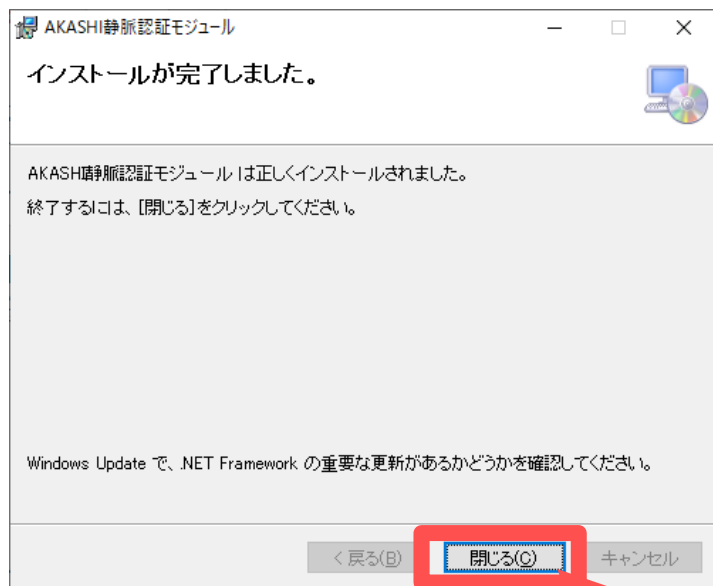 AKASHI静脈認証モジュール
インストールが完了しました。
AKASHI静脈認証モジュール は正しくインストールされました。
終了するには、[閉じる]をクリックしてください。
Windows Update で、.NET Framework の重要な更新があるかどうかを確認してください。
< 戻る(B)
閉じる(C)
キャンセル